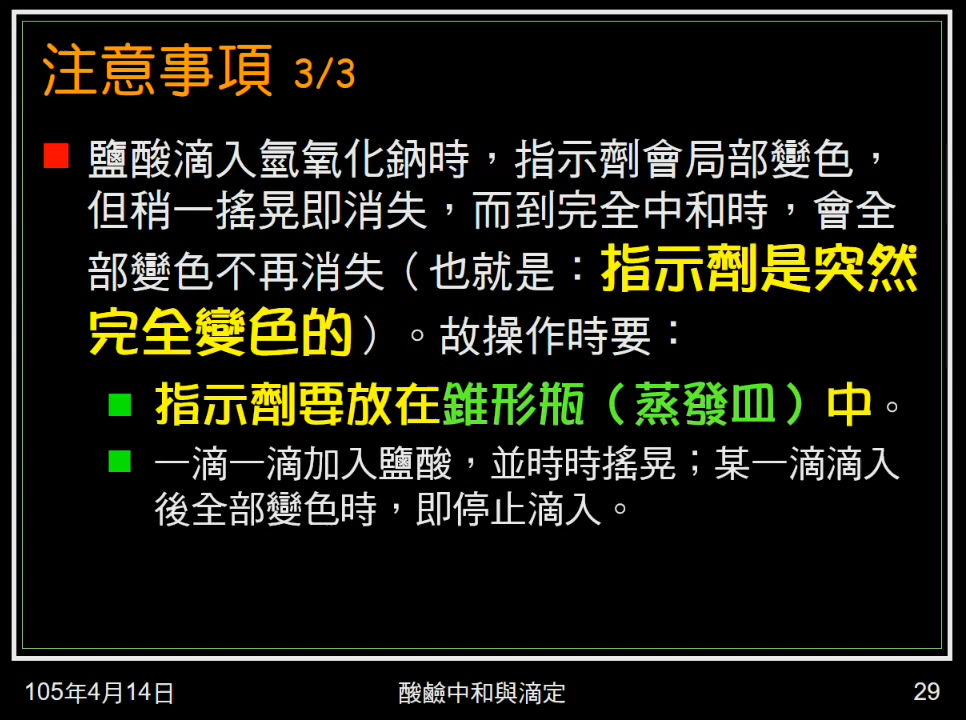 注意事項 3/3
鹽酸滴入氫氧化鈉時，指示劑會局部變色，
但稍一搖晃即消失，而到完全中和時，會全
部變色不再消失（也就是：指示劑是突然
完全變色的）。故操作時要：
指示劑要放在錐形瓶（蒸發皿）中。
一滴一滴加入鹽酸，並時時搖晃；某一滴滴入
後全部變色時，即停止滴入。
105年4月14日
酸鹼中和與滴定
29